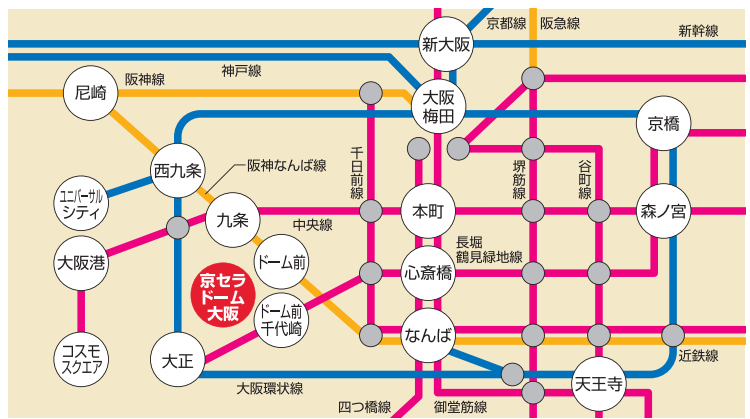 京都線
阪急線
新幹線
新大阪
神戸線
阪神線
尼崎
大阪
梅田
京橋
千日前線
堺筋線
谷町線
西九条
阪神なんば線
ユニバーサル
シティ
九条
中央線
本町
森ノ宮
大阪港
ドーム前
心斎橋
長堀
鶴見緑地線
京セラ
ドーム
大阪
ドーム前
千代崎
なんば
コスモ
スクエア
大正
近鉄線
大阪環状線
天王寺
四つ橋線
御堂筋線